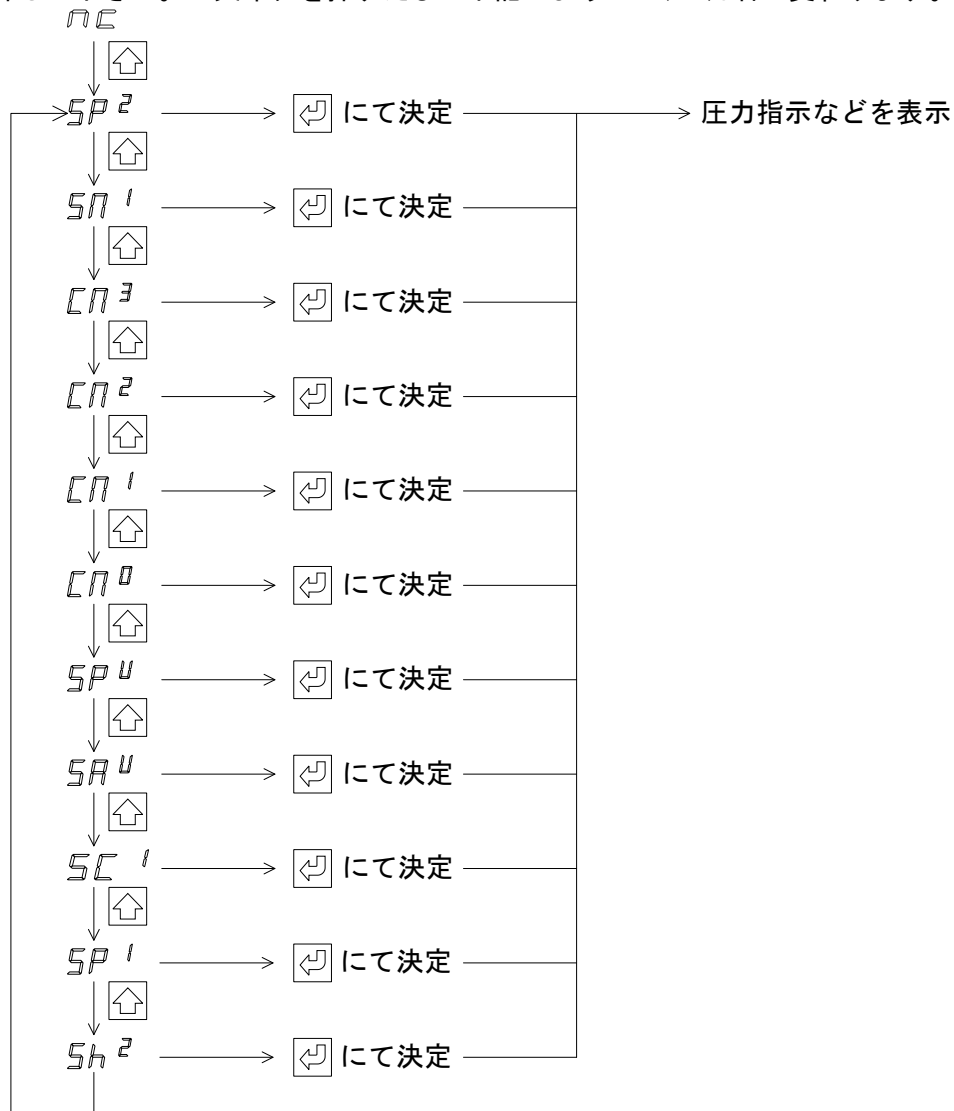 nc
SP 2 にて決定 圧力指示などを表示
Sn 1 にて決定
Cn 3 にて決定
Cn 2 にて決定
Cn 1 にて決定
Cn 0 にて決定
SP U にて決定
SA U にて決定
SC 1 にて決定
SP 1 にて決定
Sh 2 にて決定